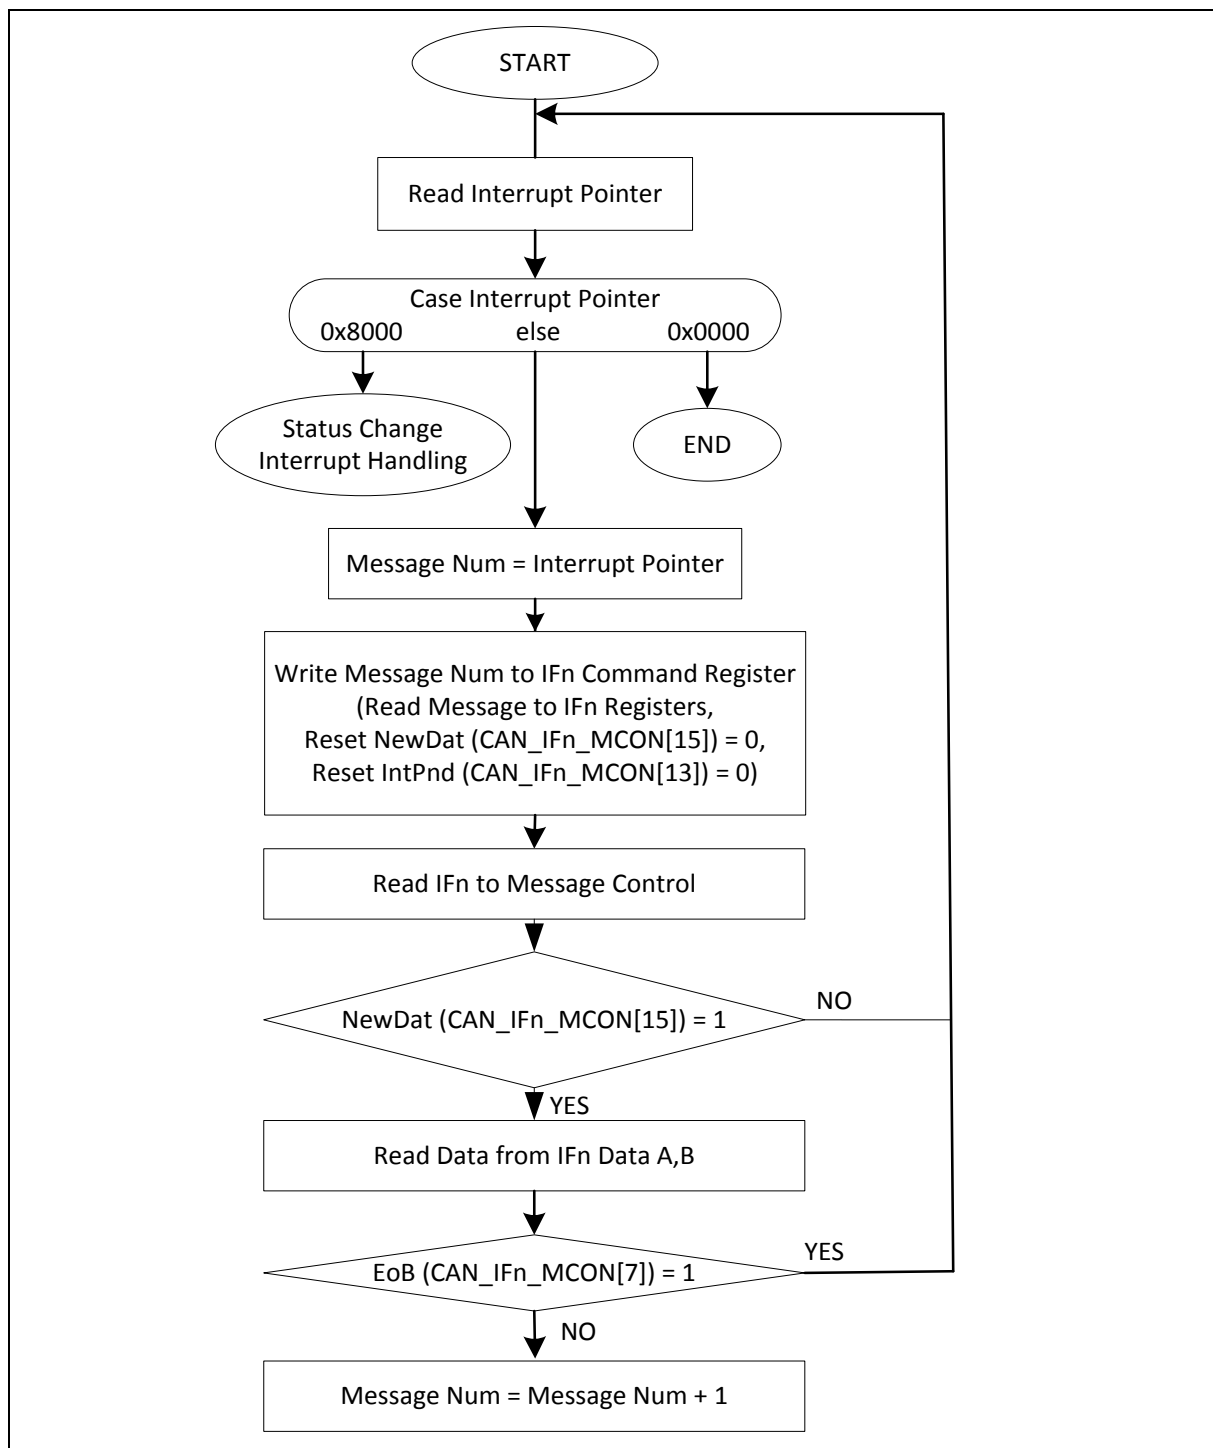 START
Read Interrupt Pointer
Case Interrupt Pointer
0x8000 else 0x0000
Status Change
Interrupt Handling
END
Message Num = Interrupt Pointer
Write Message Num to IFn Command Register
(Read Message to IFn Registers,
Reset NewDat (CAN_IFn_MCON[15]) = 0,
Reset IntPnd (CAN_IFn_MCON[13]) = 0)
Read IFn to Message Control
NewDat (CAN_IFn_MCON[15]) = 1
NO
YES
Read Data from IFn Data A,B
EoB (CAN_IFn_MCON[7]) = 1
YES
NO
Message Num = Message Num + 1